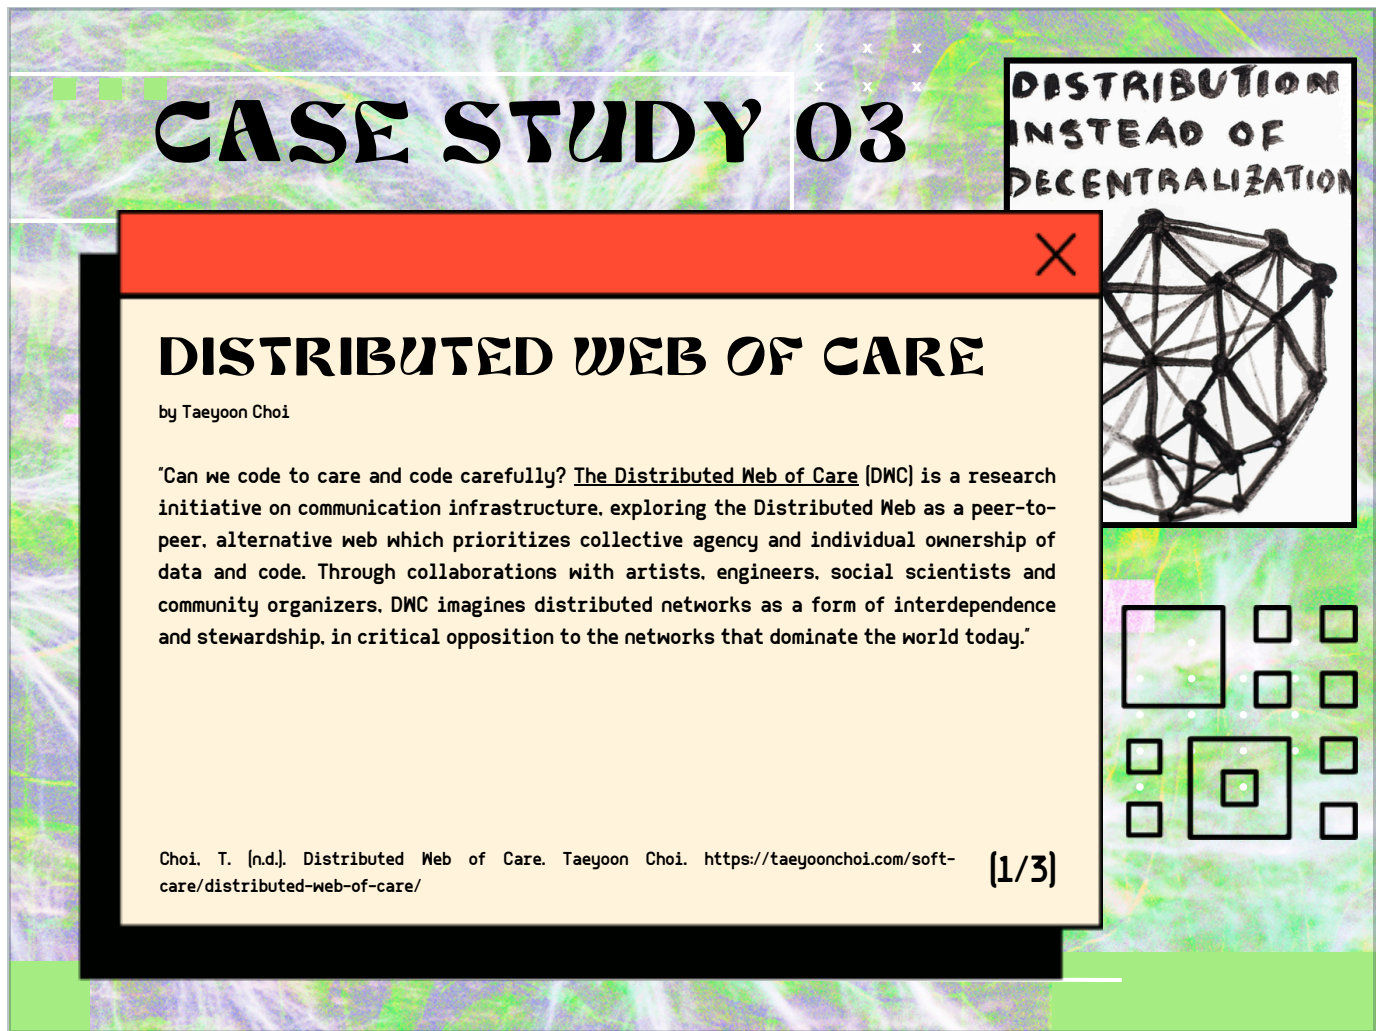 CASE STUDY 03
DISTRIBUTION
INSTEAD OF
DECENTRALIZATION
DISTRIBUTED WEB OF CARE
by Taeyoon Choi
"Can we code to care and code carefully? The Distributed Web of Care (DWC) is a research
initiative on communication infrastructure, exploring the Distributed Web as a peer-to-
peer, alternative web which prioritizes collective agency and individual ownership of
data and code. Through collaborations with artists, engineers, social scientists and
community organizers, DWC imagines distributed networks as a form of interdependence
and stewardship, in critical opposition to the networks that dominate the world today."
Choi, T. (n.d.). Distributed Web of Care. Taeyoon Choi. https://taeyoonchoi.com/soft-
care/distributed-web-of-care/
(1/3)